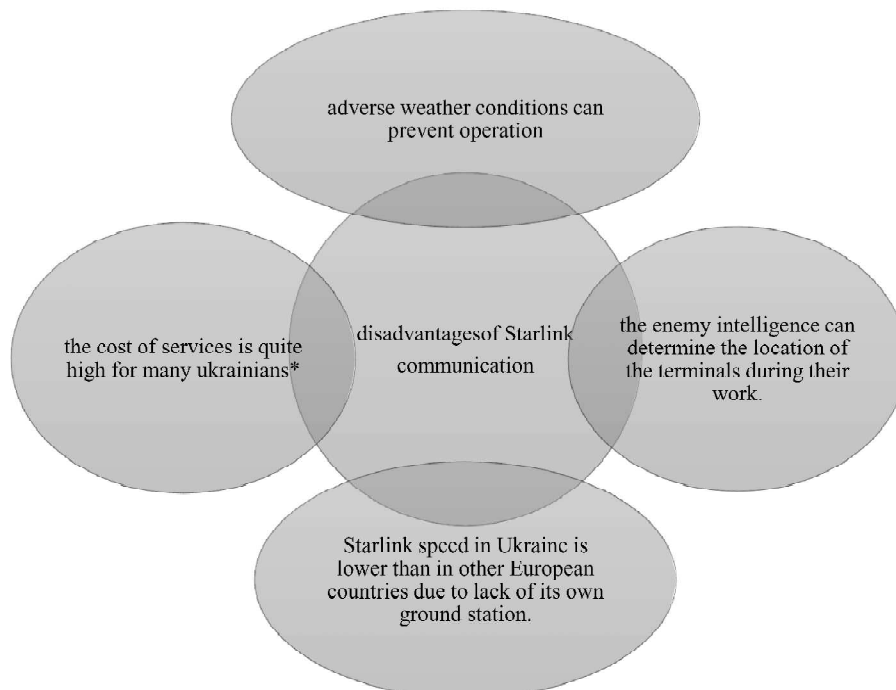 adverse weather conditions can
prevent operation
the cost of services is quite
high for many ukrainians*
disadvantagesof Starlink
communication
the enemy intelligence can
determine the location of
the terminals during their
work.
Starlink speed in Ukraine is
lower than in other European
countries due to lack of its own
ground station.